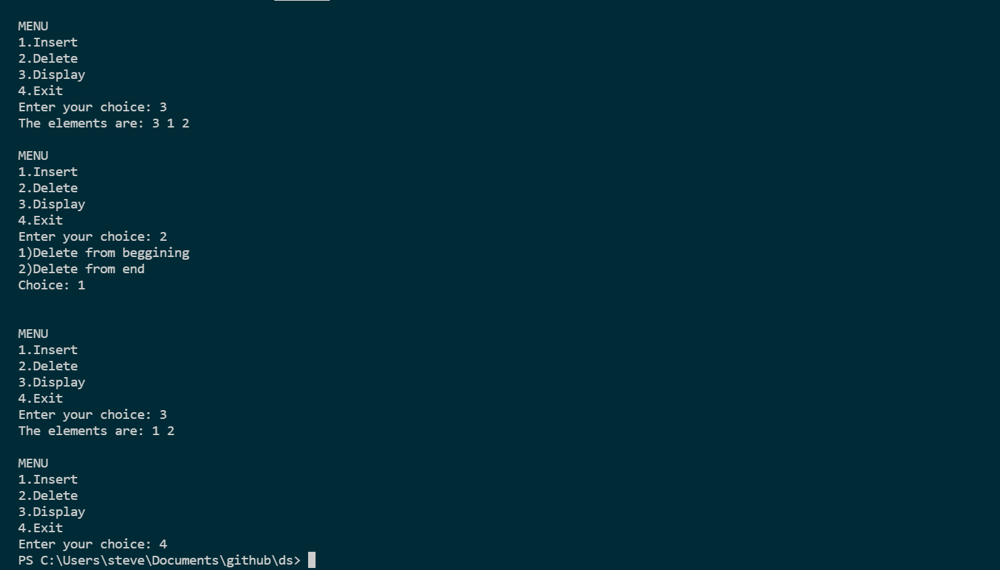 MENU
1.Insert
2.Delete
3.Display
4.Exit
Enter your choice: 3
The elements are: 3 1 2
MENU
1.Insert
2.Delete
3.Display
4.Exit
Enter your choice: 2
1)Delete from beggining
2)Delete from end
Choice: 1
MENU
1.Insert
2.Delete
3.Display
4.Exit
Enter your choice: 3
The elements are: 1 2
MENU
1.Insert
2.Delete
3.Display
4.Exit
Enter your choice: 4
PS C:\Users\steve\Documents\github\ds>